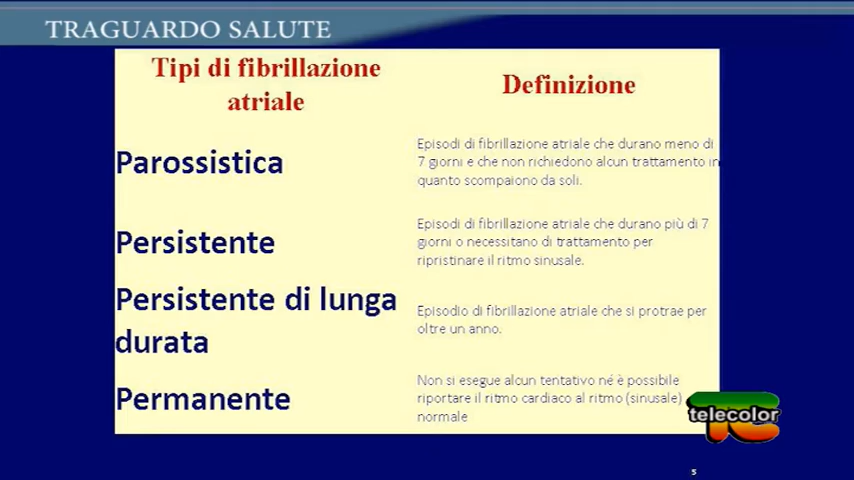 TRAGUARDO SALUTE
Tipi di fibrillazione
atriale
Definizione
Parossistica
Episodi di fibrillazione atriale che durano meno di
7 giorni e che non richiedono alcun trattamento in
quanto scompaiono da soli.
Persistente
Episodi di fibrillazione atriale che durano più di 7
giorni o necessitano di trattamento per
ripristinare il ritmo sinusale.
Persistente di lunga
durata
Episodio di fibrillazione atriale che si protrae per
oltre un anno.
Permanente
Non si esegue alcun tentativo né è possibile
riportare il ritmo cardiaco al ritmo (sinusale)
normale
telecolor
5